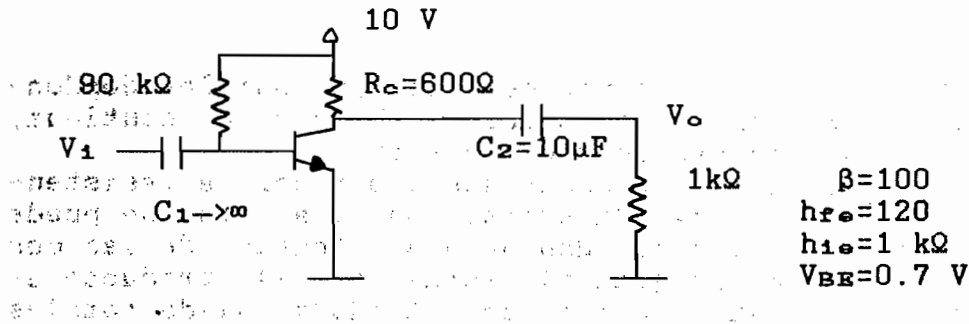 10 V
90 kΩ
Rc=600Ω
Vi
Vo
C2=10μF
C1->∞
1kΩ
β=100
hfe=120
hie=1 kΩ
VBE=0.7 V